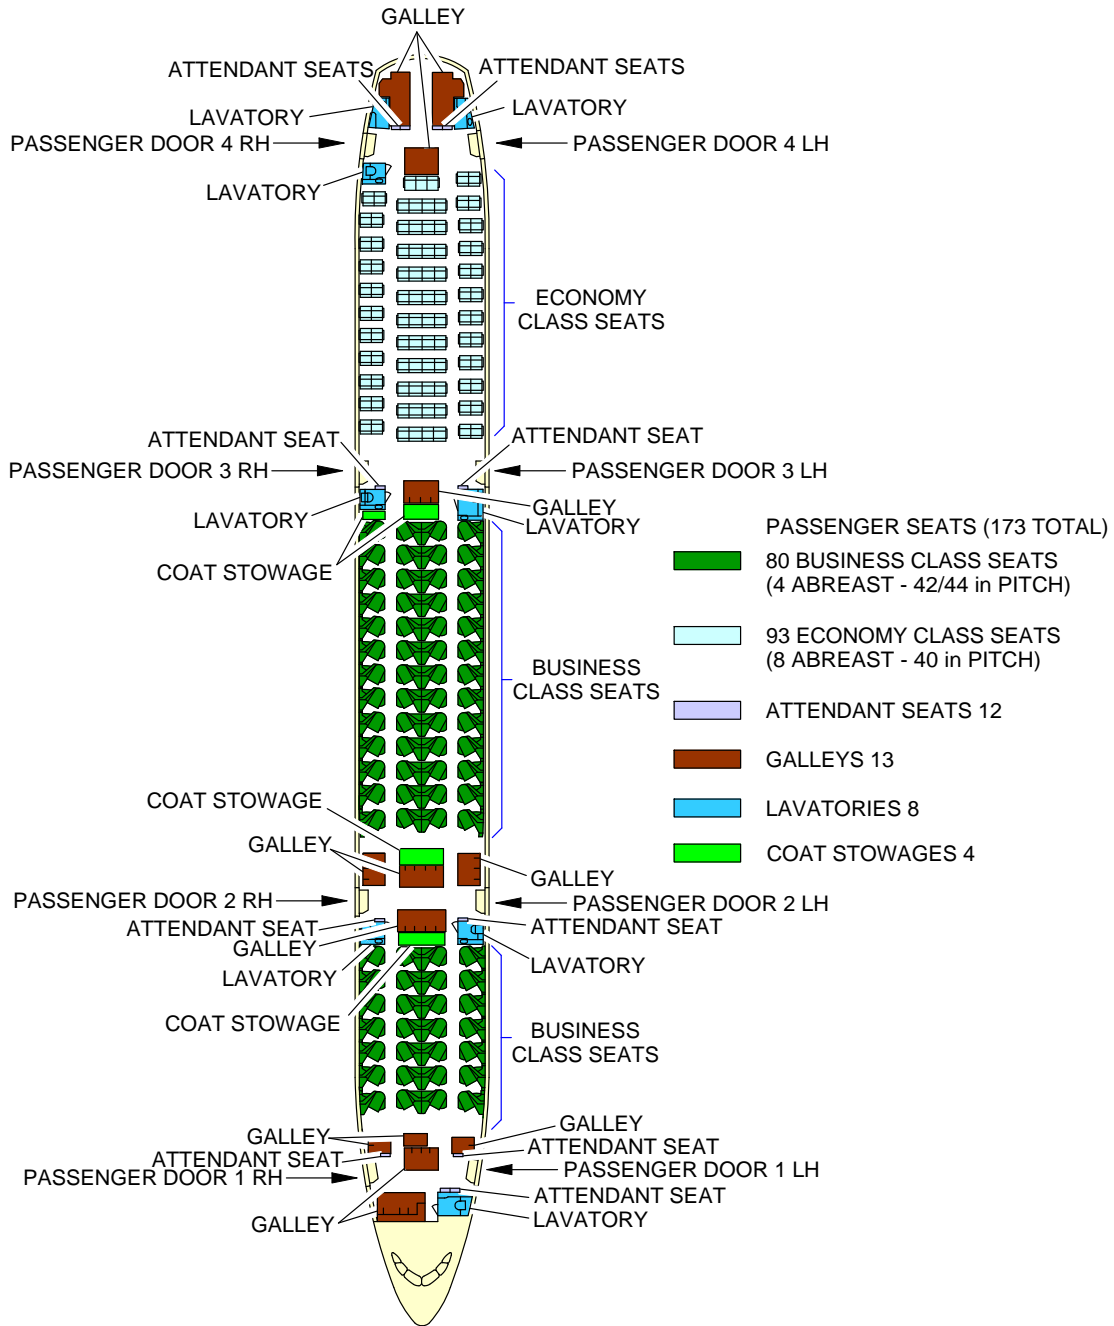 GALLEY
ATTENDANT SEATS
ATTENDANT SEATS
LAVATORY
LAVATORY
PASSENGER DOOR 4 RH
PASSENGER DOOR 4 LH
LAVATORY
ECONOMY
CLASS SEATS
ATTENDANT SEAT
ATTENDANT SEAT
PASSENGER DOOR 3 RH
PASSENGER DOOR 3 LH
GALLEY
LAVATORY
LAVATORY
COAT STOWAGE
PASSENGER SEATS (173 TOTAL)
80 BUSINESS CLASS SEATS
(4 ABREAST - 42/44 in PITCH)
93 ECONOMY CLASS SEATS
(8 ABREAST - 40 in PITCH)
BUSINESS
CLASS SEATS
ATTENDANT SEATS 12
GALLEYS 13
LAVATORIES 8
COAT STOWAGES 4
COAT STOWAGE
GALLEY
GALLEY
PASSENGER DOOR 2 RH
PASSENGER DOOR 2 LH
ATTENDANT SEAT
ATTENDANT SEAT
GALLEY
LAVATORY
LAVATORY
COAT STOWAGE
BUSINESS
CLASS SEATS
GALLEY
GALLEY
ATTENDANT SEAT
ATTENDANT SEAT
PASSENGER DOOR 1 RH
PASSENGER DOOR 1 LH
ATTENDANT SEAT
GALLEY
LAVATORY